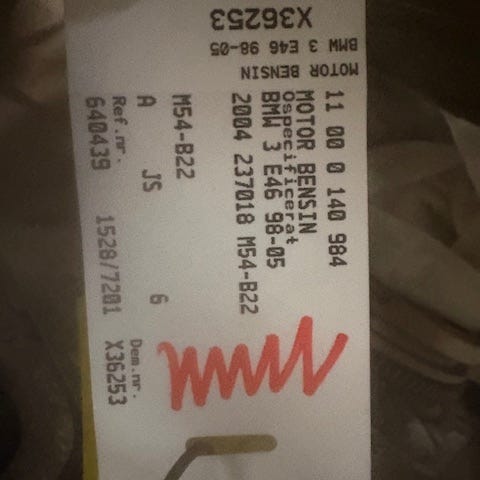 X36253
BMW 3 E46 98-05
MOTOR BENSIN
11 00 0 140 984
MOTOR BENSIN
Ospecificerat
BMW 3 E46 98-05
2004 237018 M54-B22
M54-B22
A JS 6
Ref.nr. Dem.nr.
640439 1528/7201 X36253